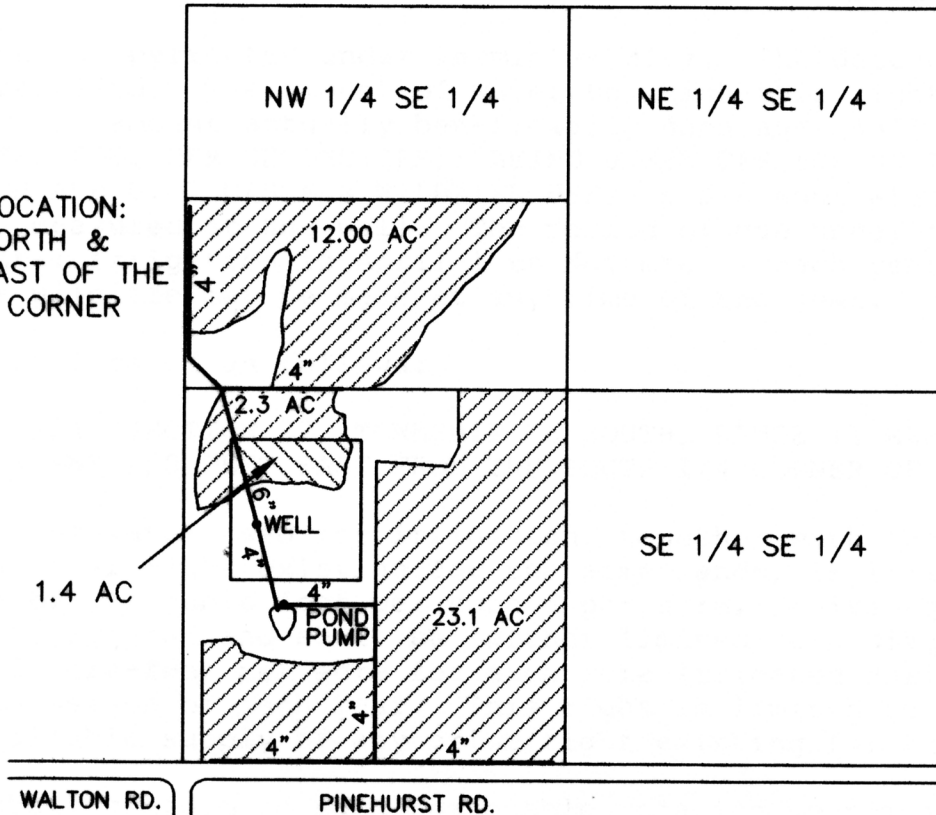 NW 1/4 SE 1/4
NE 1/4 SE 1/4
OCATION:
ORTH &
AST OF THE
CORNER
12.00 AC
4"
4"
2.3 AC
6"
WELL
4"
1.4 AC
4"
POND
PUMP
23.1 AC
SE 1/4 SE 1/4
4"
4"
4"
WALTON RD.
PINEHURST RD.